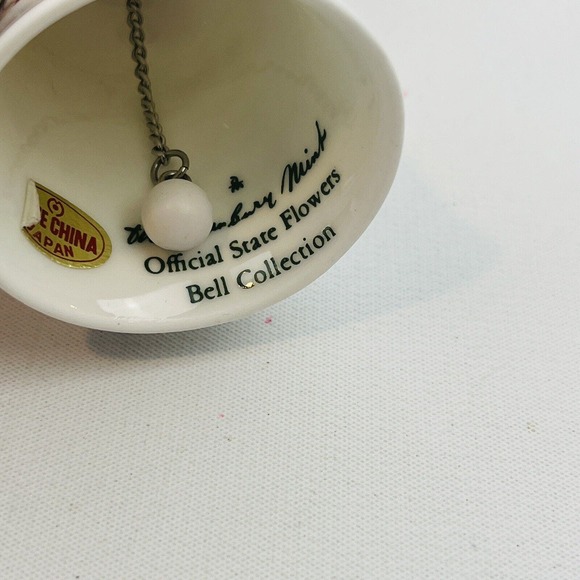 Mint
Official State Flowers
Bell Collection
CHINA
JAPAN